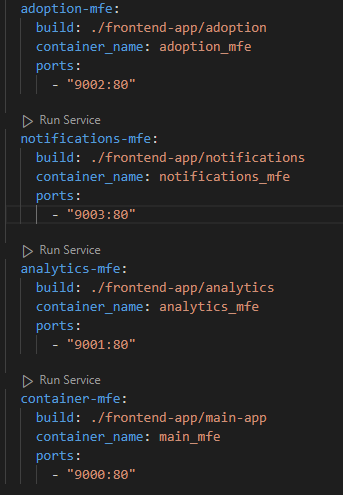 adoption-mfe:
  build: ./frontend-app/adoption
  container_name: adoption_mfe
  ports:
    - "9002:80"
Run Service
notifications-mfe:
  build: ./frontend-app/notifications
  container_name: notifications_mfe
  ports:
    - "9003:80"
Run Service
analytics-mfe:
  build: ./frontend-app/analytics
  container_name: analytics_mfe
  ports:
    - "9001:80"
Run Service
container-mfe:
  build: ./frontend-app/main-app
  container_name: main_mfe
  ports:
    - "9000:80"